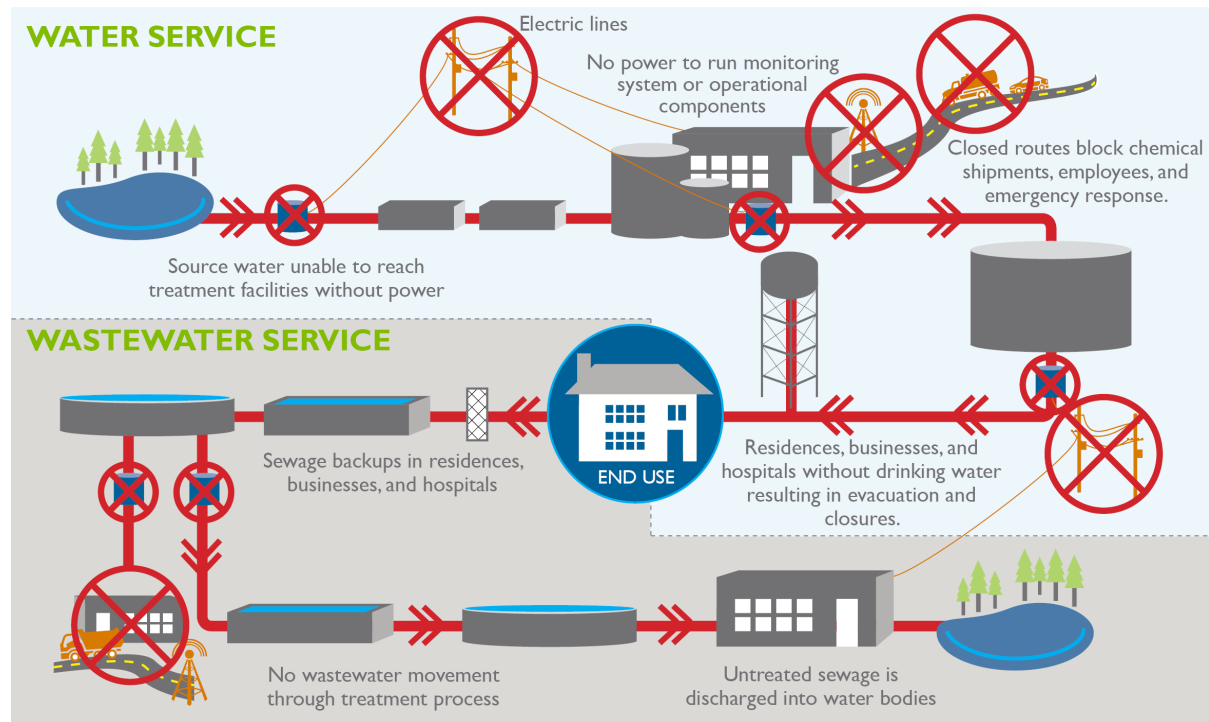 WATER SERVICE
Electric lines
No power to run monitoring
system or operational
components
Closed routes block chemical
shipments, employees, and
emergency response.
Source water unable to reach
treatment facilities without power
WASTEWATER SERVICE
END USE
Sewage backups in residences,
businesses, and hospitals
Residences, businesses, and
hospitals without drinking water
resulting in evacuation and
closures.
No wastewater movement
through treatment process
Untreated sewage is
discharged into water bodies